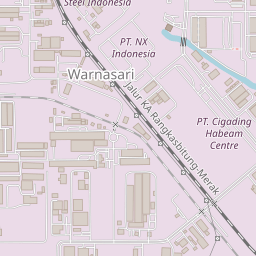 Steel Indonesia
PT. NX
Indonesia
Warnasari
Jalur KA Rangkasbitung-Merak
PT. Cigading
Habeam
Centre